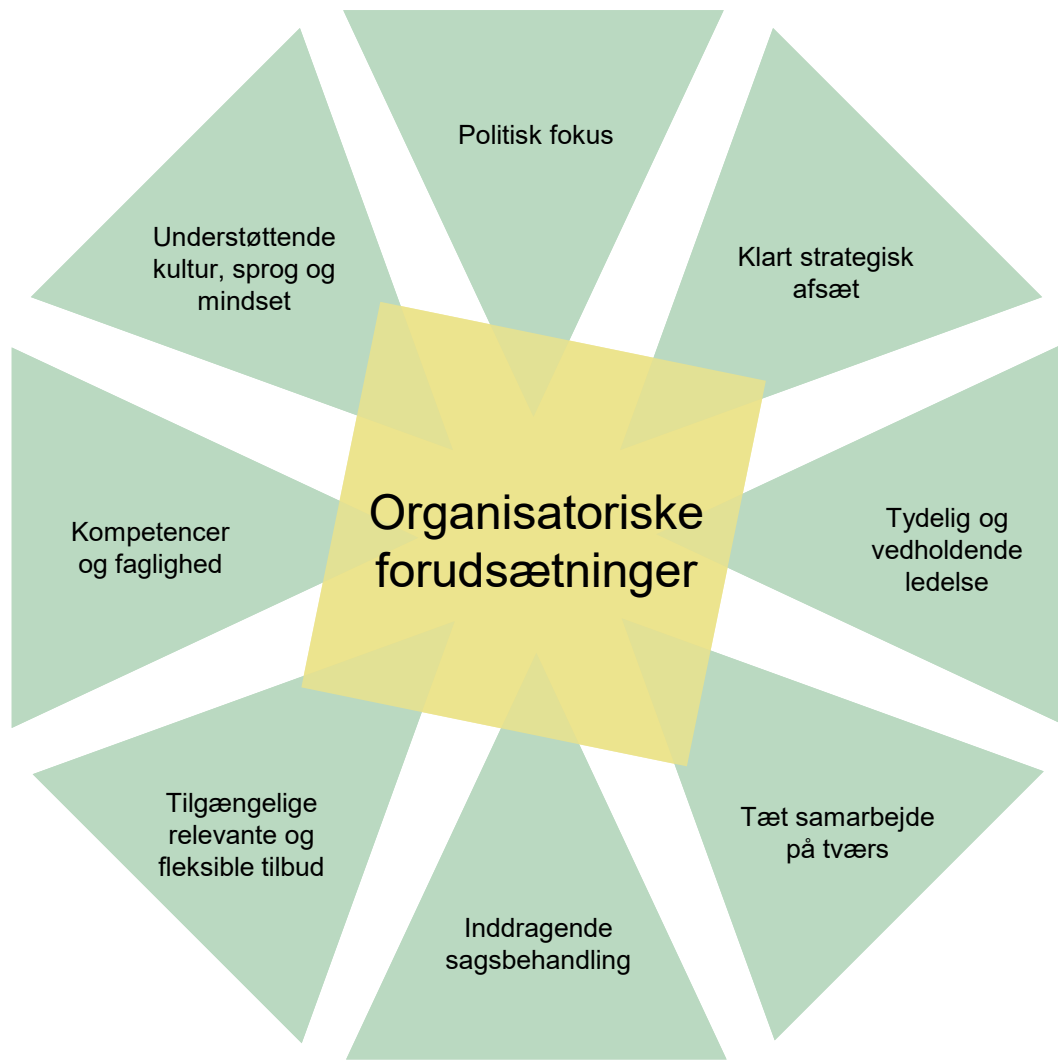 Politisk fokus
Klart strategisk
afsæt
Tydelig og
vedholdende
ledelse
Tæt samarbejde
på tværs
Inddragende
sagsbehandling
Tilgængelige
relevante og
fleksible tilbud
Kompetencer
og faglighed
Understøttende
kultur, sprog og
mindset
Organisatoriske
forudsætninger